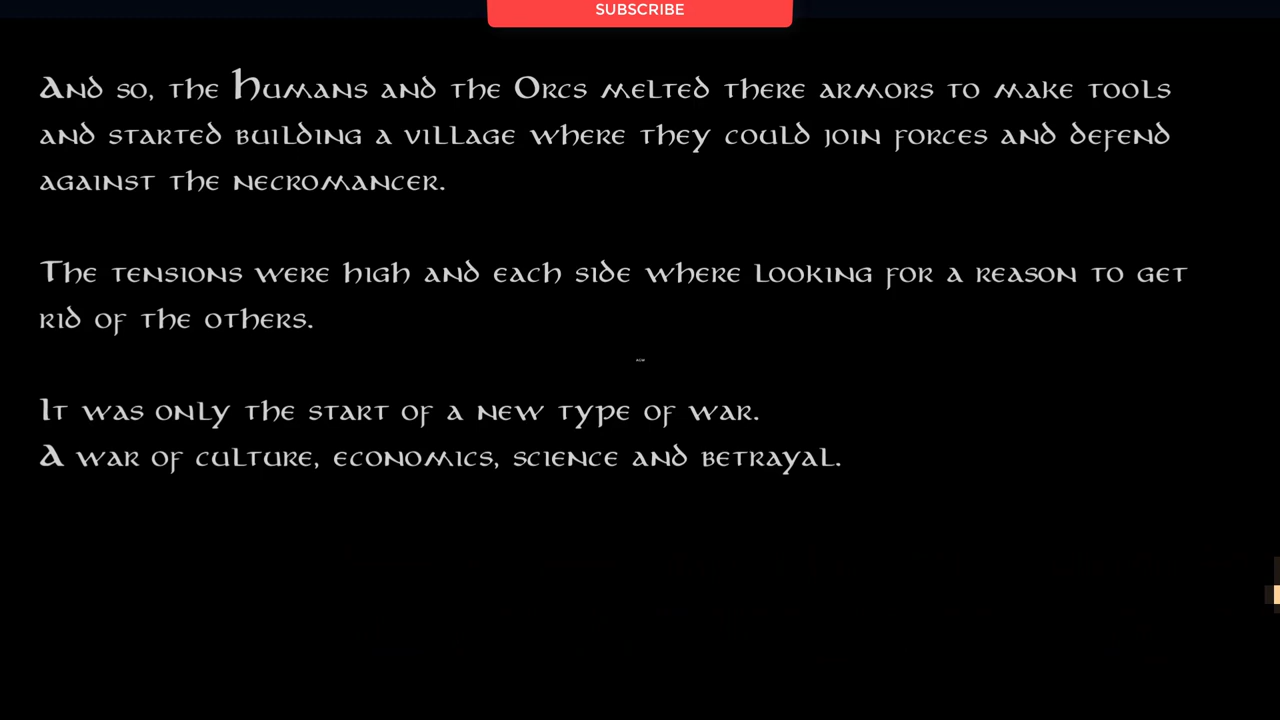 SUBSCRIBE
And so, the Humans and the Orcs melted there armors to make tools
and started building a village where they could join forces and defend
against the necromancer.
The tensions were high and each side where looking for a reason to get
rid of the others.
It was only the start of a new type of war.
A war of culture, economics, science and betrayal.